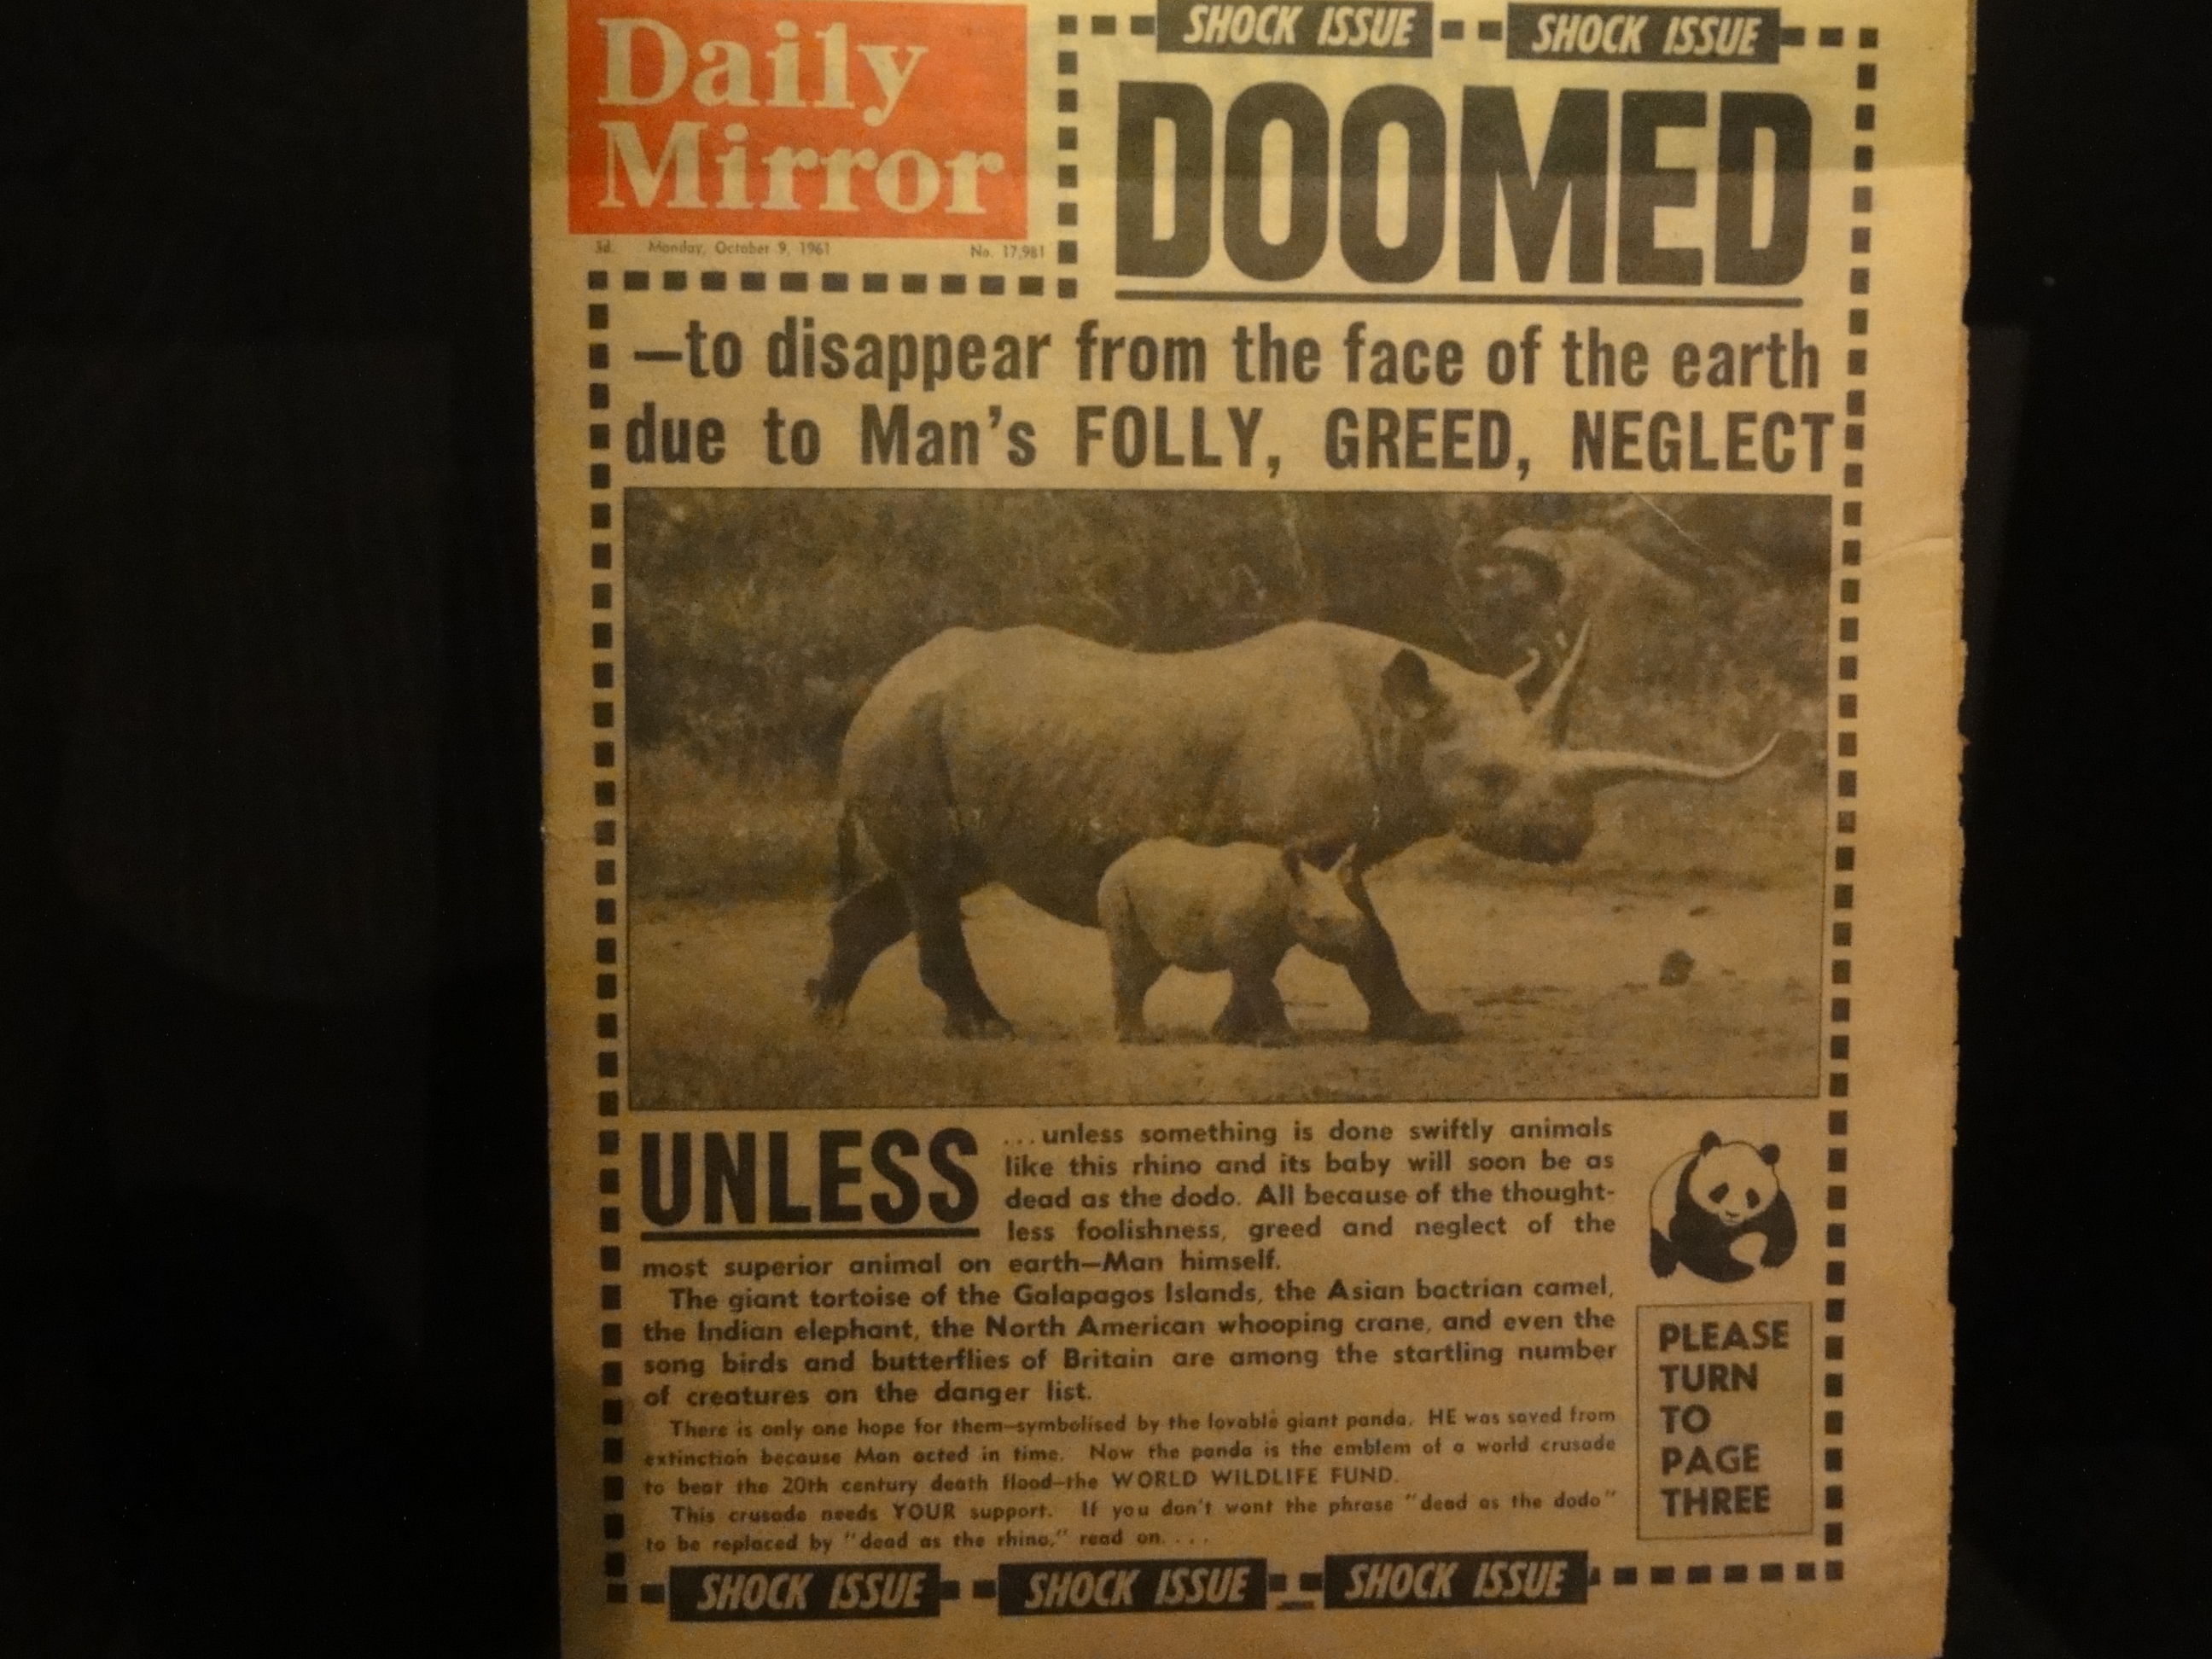 Daily
Mirror
3d. Monday, October 9, 1961 No. 17,981
SHOCK ISSUE SHOCK ISSUE
DOOMED
—to disappear from the face of the earth
due to Man's FOLLY, GREED, NEGLECT
UNLESS
...unless something is done swiftly animals
like this rhino and its baby will soon be as
dead as the dodo. All because of the thought-
less foolishness, greed and neglect of the
most superior animal on earth—Man himself.
The giant tortoise of the Galapagos Islands, the Asian bactrian camel,
the Indian elephant, the North American whooping crane, and even the
song birds and butterflies of Britain are among the startling number
of creatures on the danger list.
There is only one hope for them—symbolised by the lovable giant panda. HE was saved from
extinction because Man acted in time. Now the panda is the emblem of a world crusade
to beat the 20th century death flood—the WORLD WILDLIFE FUND.
This crusade needs YOUR support. If you don't want the phrase "dead as the dodo"
to be replaced by "dead as the rhino," read on. . . .
PLEASE
TURN
TO
PAGE
THREE
SHOCK ISSUE SHOCK ISSUE SHOCK ISSUE